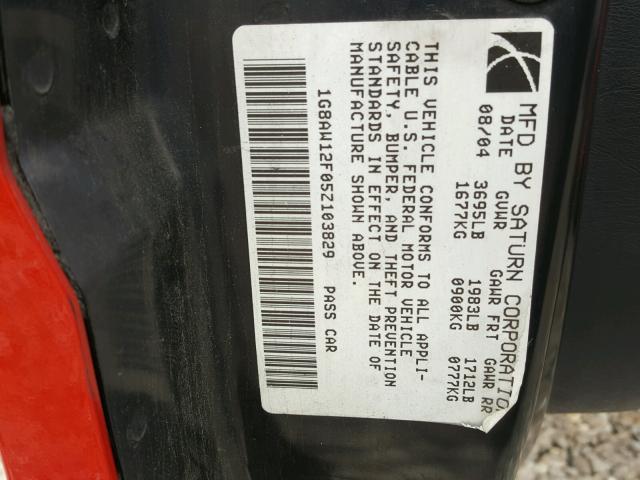 MFD BY SATURN CORPORATIO
DATE GVWR GAWR FRT GAWR RR
08/04 3695LB 1983LB 1712LB
1677KG 0900KG 0777KG
THIS VEHICLE CONFORMS TO ALL APPLI-
CABLE U.S. FEDERAL MOTOR VEHICLE
SAFETY, BUMPER, AND THEFT PREVENTION
STANDARDS IN EFFECT ON THE DATE OF
MANUFACTURE SHOWN ABOVE.
1G8AW12F05Z103829 PASS CAR